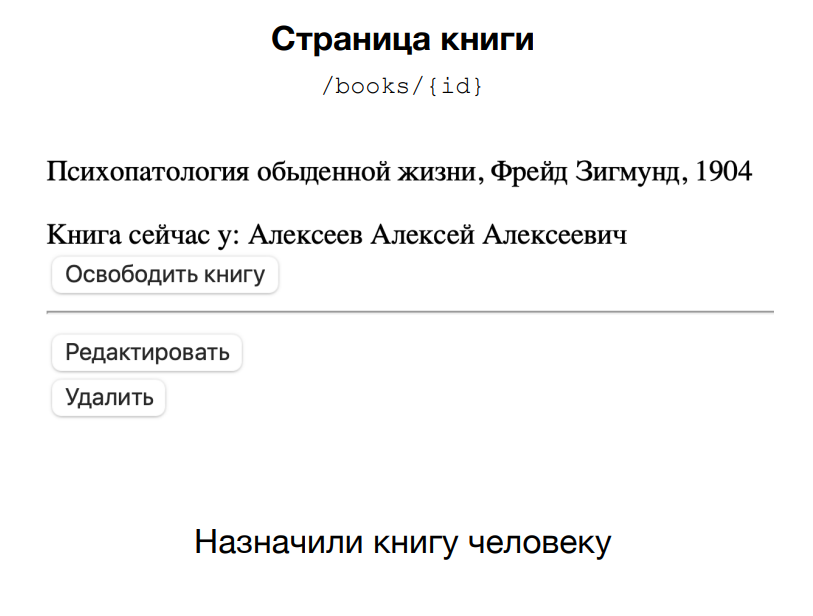 Страница книги
/books/{id}
Психопатология обыденной жизни, Фрейд Зигмунд, 1904
Книга сейчас у: Алексеев Алексей Алексеевич
Освободить книгу
Редактировать
Удалить
Назначили книгу человеку